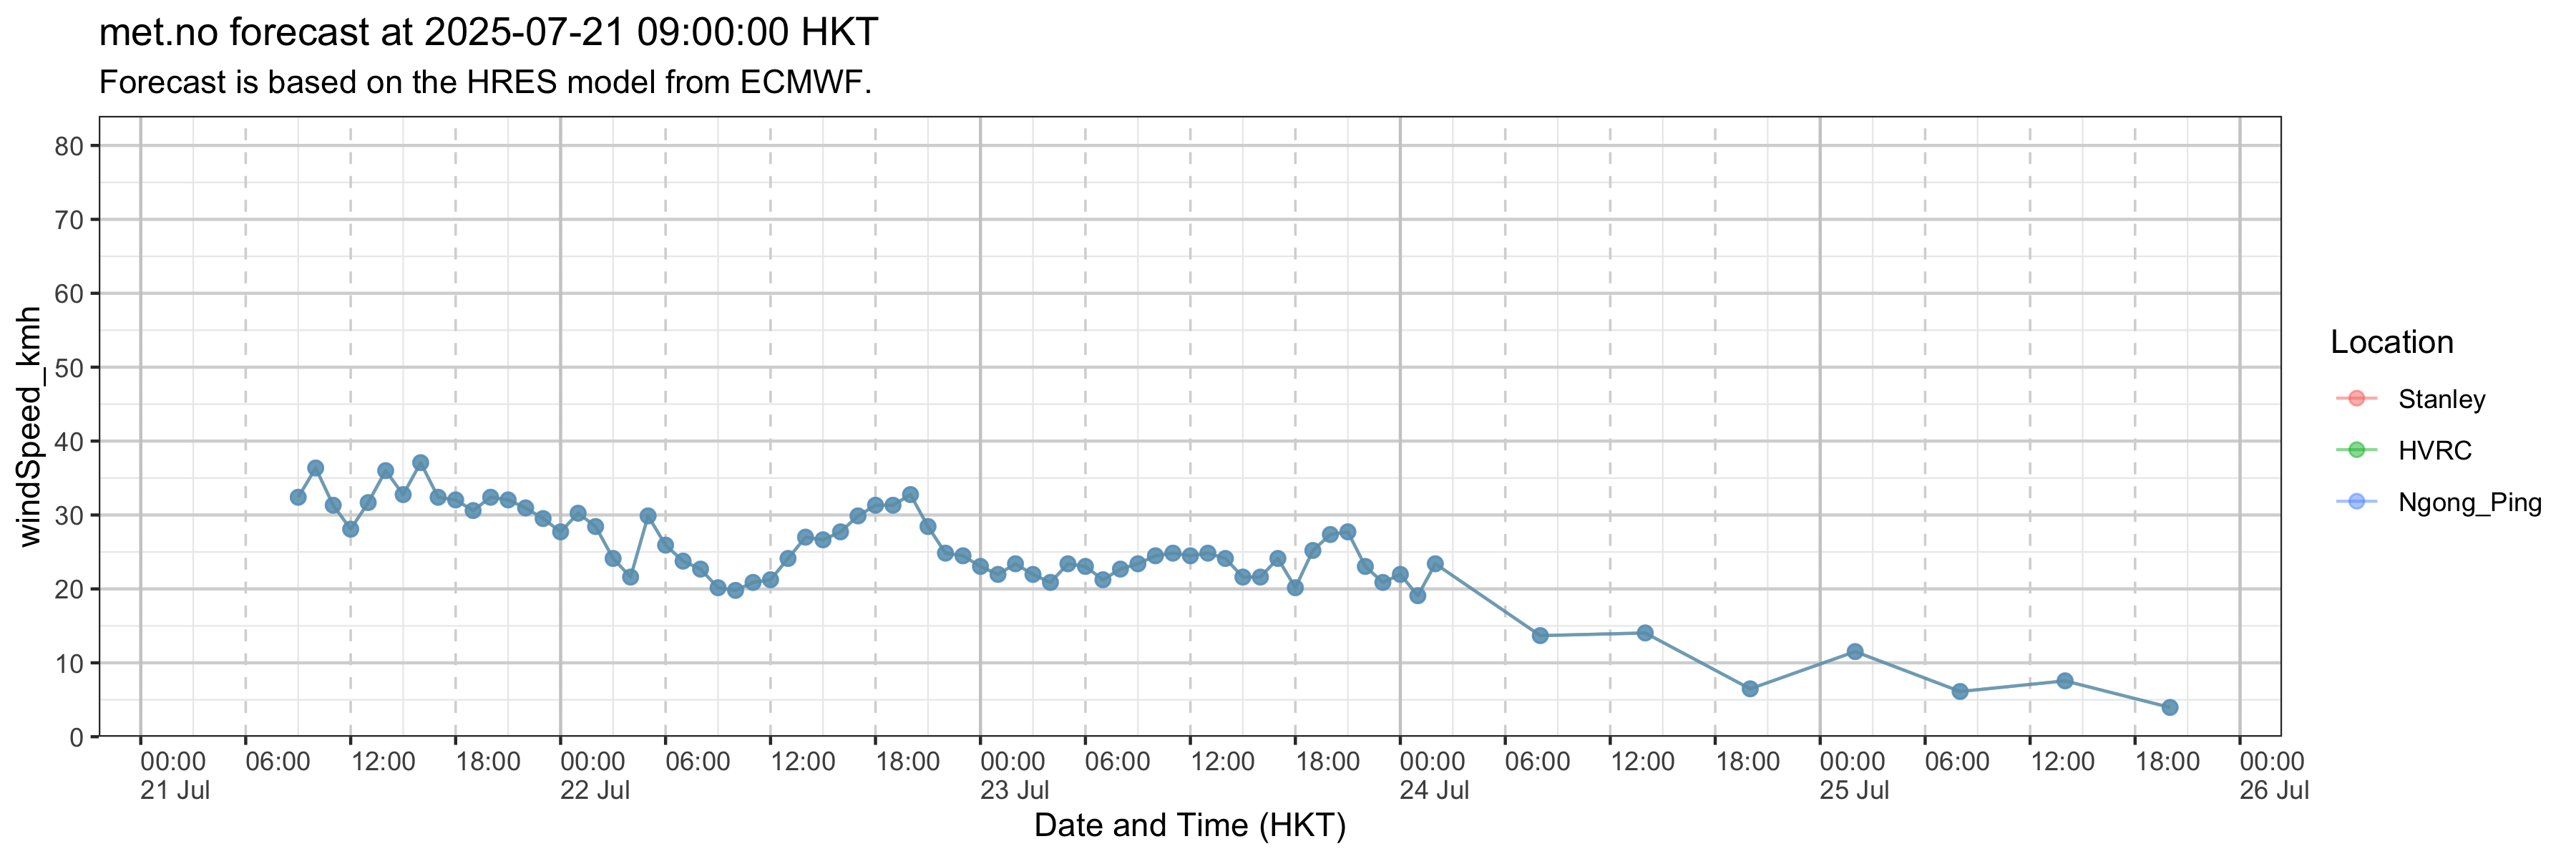 met.no forecast at 2025-07-21 09:00:00 HKT
Forecast is based on the HRES model from ECMWF.
windSpeed_kmh
80
70
60
50
40
30
20
10
0
00:00 06:00 12:00 18:00 00:00 06:00 12:00 18:00 00:00 06:00 12:00 18:00 00:00 06:00 12:00 18:00 00:00 06:00 12:00 18:00 00:00
21 Jul 22 Jul 23 Jul 24 Jul 25 Jul 26 Jul
Date and Time (HKT)
Location
Stanley
HVRC
Ngong_Ping